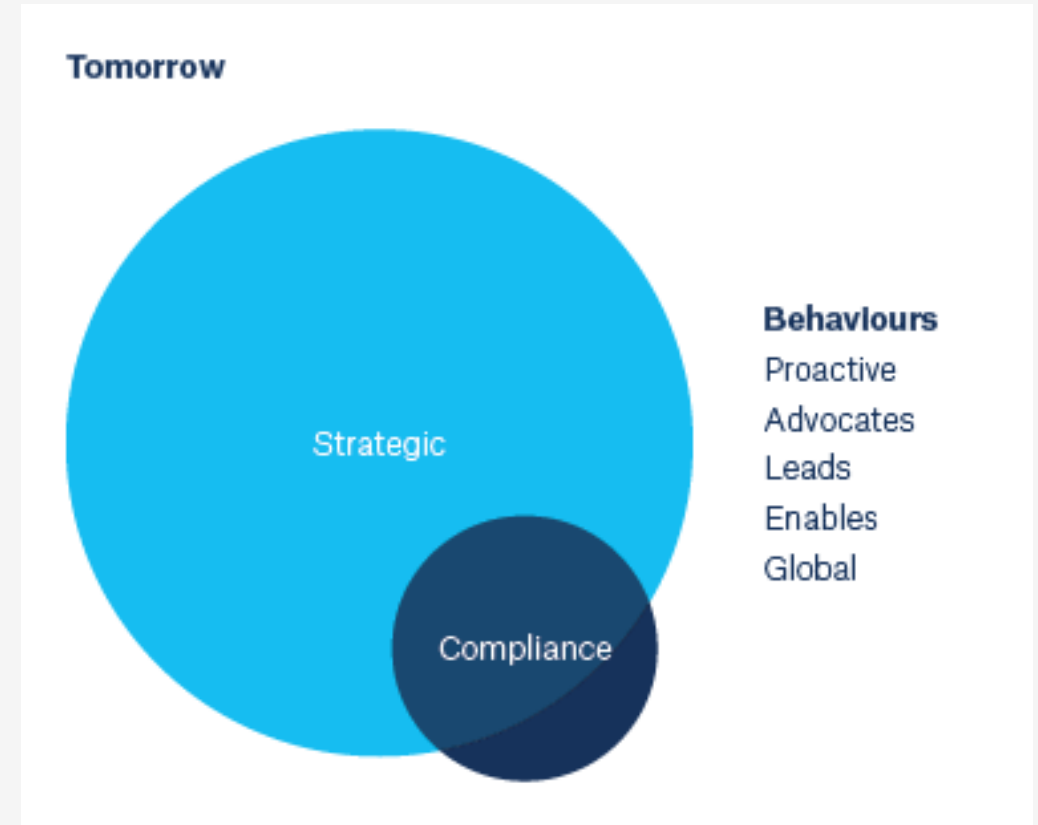 Tomorrow
Strategic
Compliance
Behaviours
Proactive
Advocates
Leads
Enables
Global